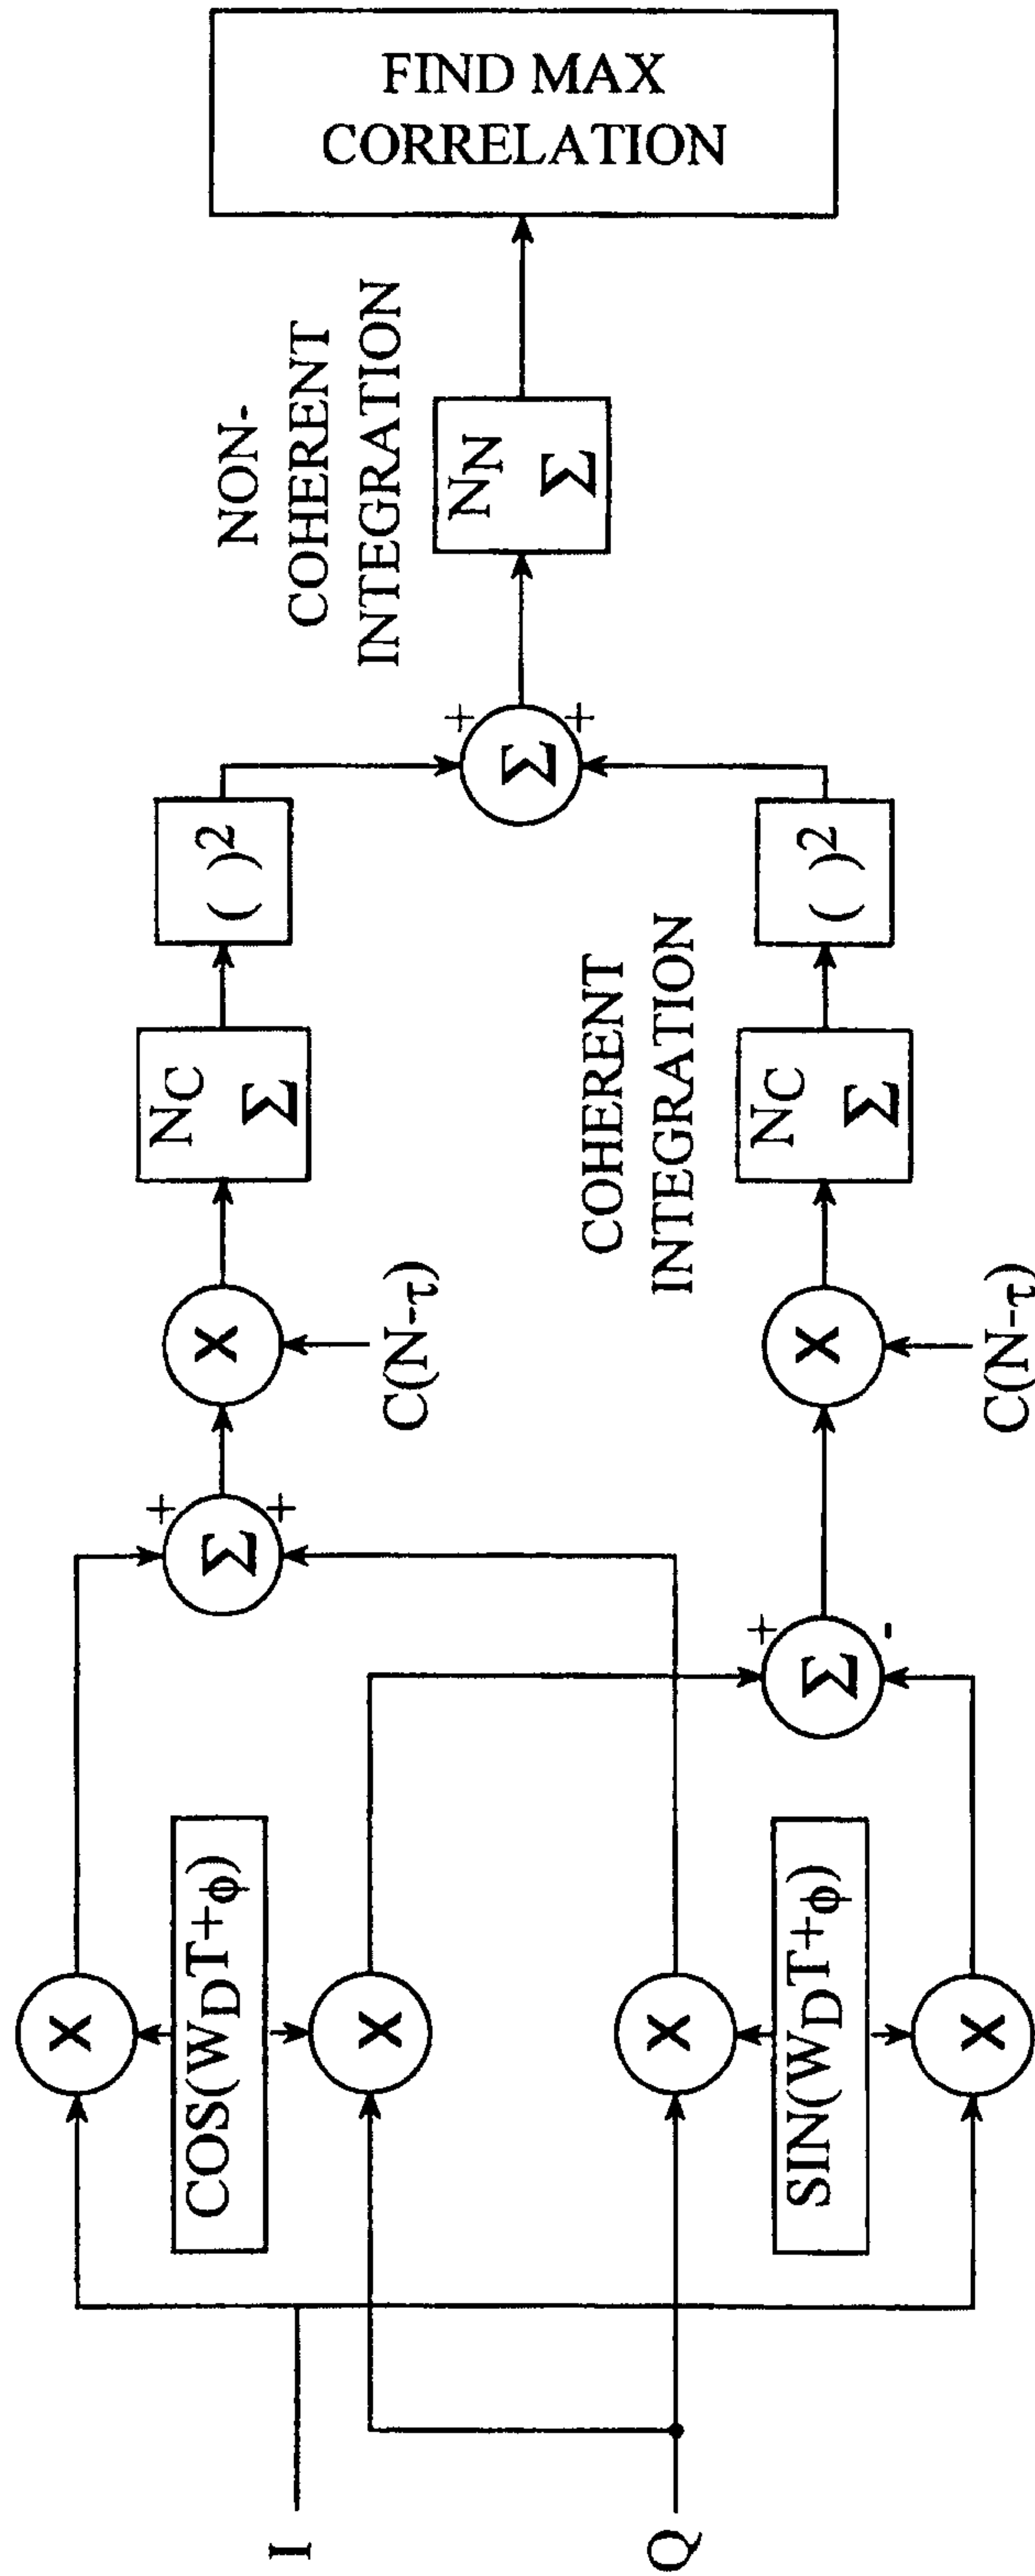 I
Q
X
COS(WDT+ϕ)
X
X
SIN(WDT+ϕ)
X
+
Σ
+
+
Σ
-
X
C(N-τ)
X
C(N-τ)
NC
Σ
COHERENT
INTEGRATION
NC
Σ
( )2
( )2
+
Σ
+
NON-
COHERENT
INTEGRATION
NN
Σ
FIND MAX
CORRELATION